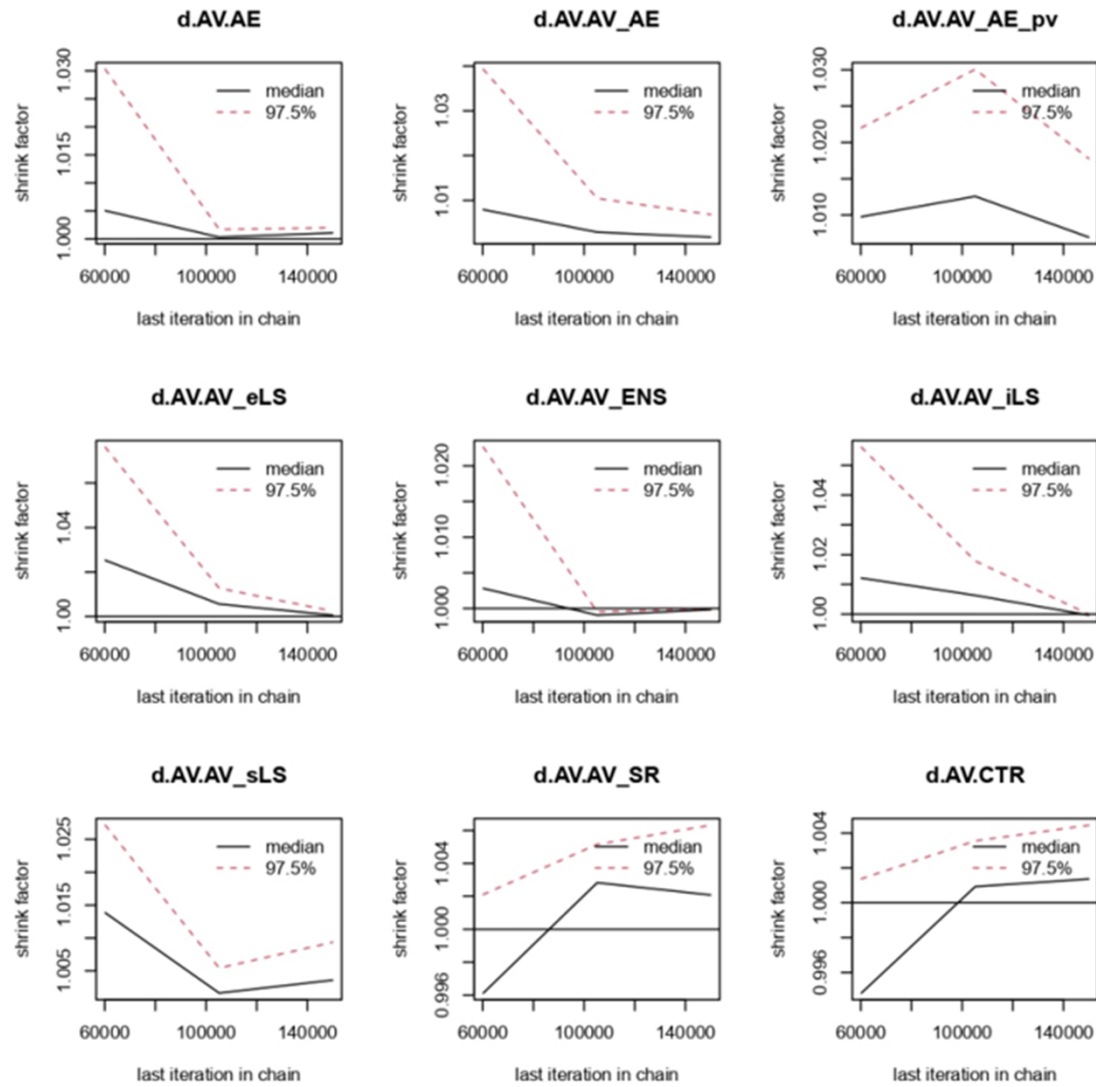 d.AV.AE
shrink factor
1.000 1.015 1.030
median
97.5%
60000 100000 140000
last iteration in chain
d.AV.AV_AE
shrink factor
1.01 1.03
median
97.5%
60000 100000 140000
last iteration in chain
d.AV.AV_AE_pv
shrink factor
1.010 1.020 1.030
median
97.5%
60000 100000 140000
last iteration in chain
d.AV.AV_eLS
shrink factor
1.00 1.04
median
97.5%
60000 100000 140000
last iteration in chain
d.AV.AV_ENS
shrink factor
1.000 1.010 1.020
median
97.5%
60000 100000 140000
last iteration in chain
d.AV.AV_iLS
shrink factor
1.00 1.02 1.04
median
97.5%
60000 100000 140000
last iteration in chain
d.AV.AV_sLS
shrink factor
1.005 1.015 1.025
median
97.5%
60000 100000 140000
last iteration in chain
d.AV.AV_SR
shrink factor
0.996 1.000 1.004
median
97.5%
60000 100000 140000
last iteration in chain
d.AV.CTR
shrink factor
0.996 1.000 1.004
median
97.5%
60000 100000 140000
last iteration in chain